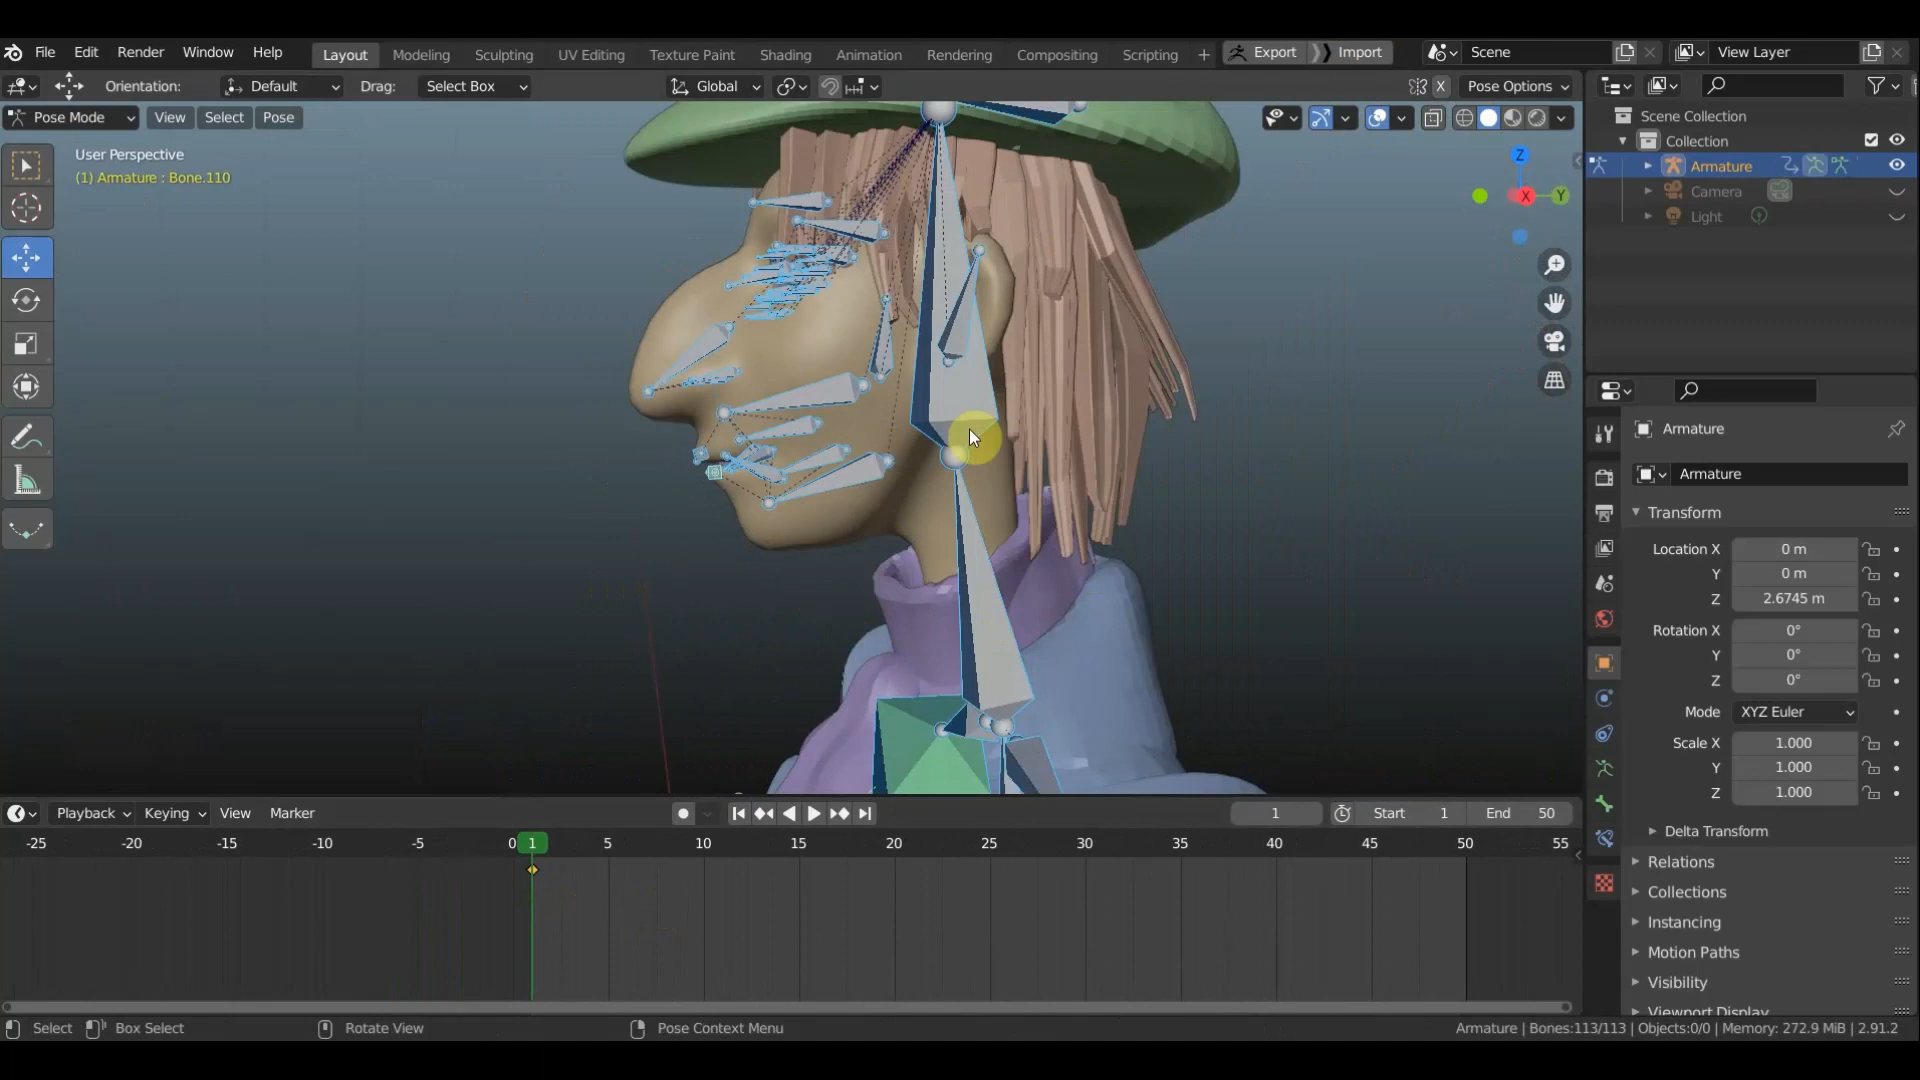 File Edit Render Window Help Layout Modeling Sculpting UV Editing Texture Paint Shading Animation Rendering Compositing Scripting + Export Import Scene View Layer
Orientation: Default Drag: Select Box Global X Pose Options
Pose Mode View Select Pose
User Perspective
(1) Armature : Bone.110
Z
X
Y
Scene Collection
Collection
Armature
Camera
Light
Armature
Armature
Transform
Location X 0 m
Y 0 m
Z 2.6745 m
Rotation X 0°
Y 0°
Z 0°
Mode XYZ Euler
Scale X 1.000
Y 1.000
Z 1.000
Delta Transform
Relations
Collections
Instancing
Motion Paths
Visibility
Viewport Display
Playback Keying View Marker 1 Start 1 End 50
-25 -20 -15 -10 -5 0 1 5 10 15 20 25 30 35 40 45 50 55
Select Box Select Rotate View Pose Context Menu Armature | Bones:113/113 | Objects:0/0 | Memory: 272.9 MiB | 2.91.2